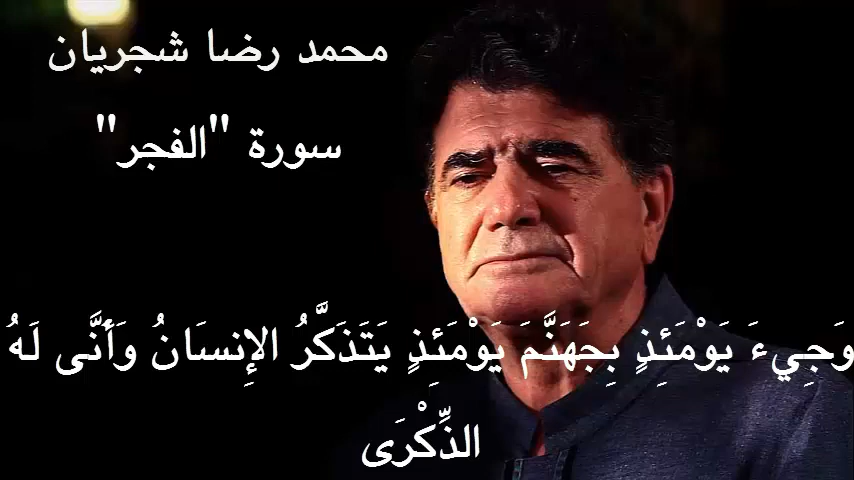 محمد رضا شجريان
سورة "الفجر"
وَجِيءَ يَوْمَئِذٍ بِجَهَنَّمَ يَوْمَئِذٍ يَتَذَكَّرُ الإِنسَانُ وَأَنَّى لَهُ
الذِّكْرَى